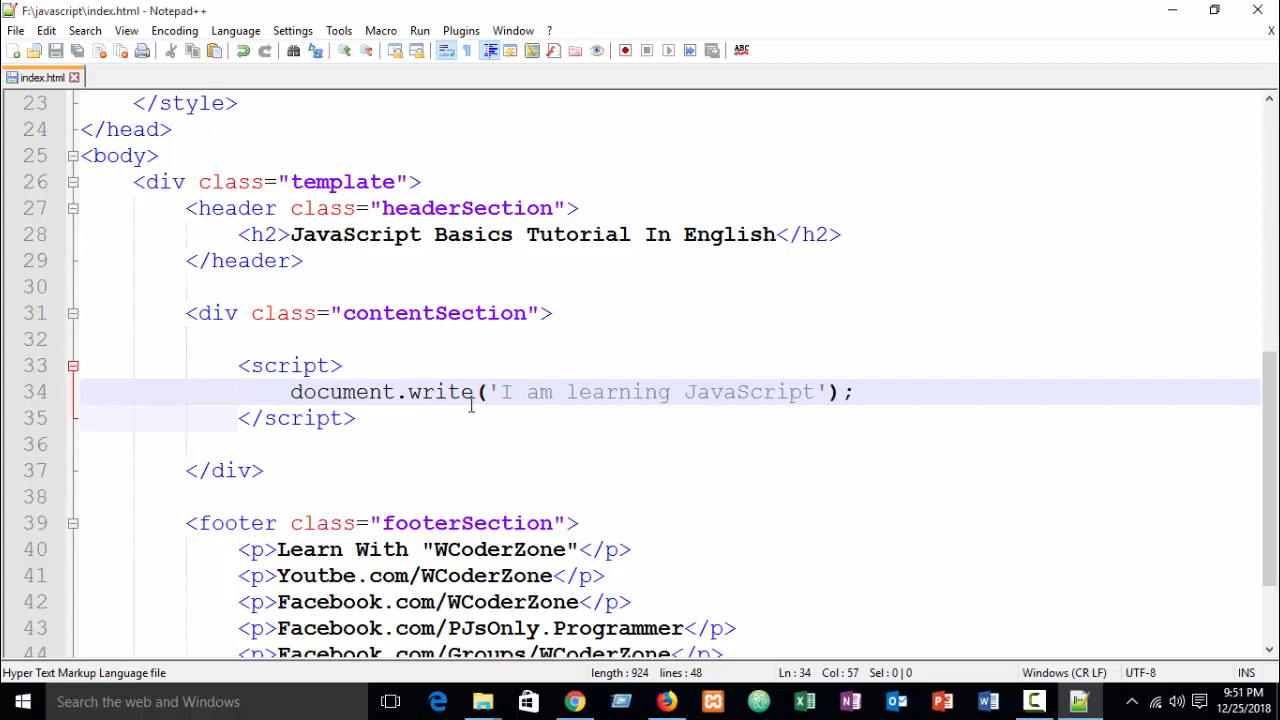 F:\javascript\index.html - Notepad++
File Edit Search View Encoding Language Settings Tools Macro Run Plugins Window ? X
ABC
index.html
23 </style>
24 </head>
25 <body>
26 <div class="template">
27 <header class="headerSection">
28 <h2>JavaScript Basics Tutorial In English</h2>
29 </header>
30
31 <div class="contentSection">
32
33 <script>
34 document.write('I am learning JavaScript');
35 </script>
36
37 </div>
38
39 <footer class="footerSection">
40 <p>Learn With "WCoderZone"</p>
41 <p>Youtbe.com/WCoderZone</p>
42 <p>Facebook.com/WCoderZone</p>
43 <p>Facebook.com/PJsOnly.Programmer</p>
44 <p>Facebook.com/Groups/WCoderZone</p>
Hyper Text Markup Language file length : 924 lines : 48 Ln : 34 Col : 57 Sel : 0 | 0 Windows (CR LF) UTF-8 INS
Search the web and Windows
9:51 PM
12/25/2018